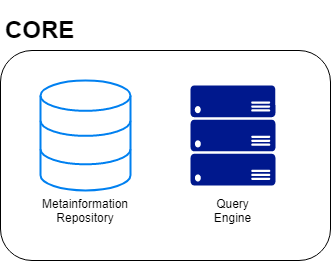 CORE
Metainformation
Repository
Query
Engine